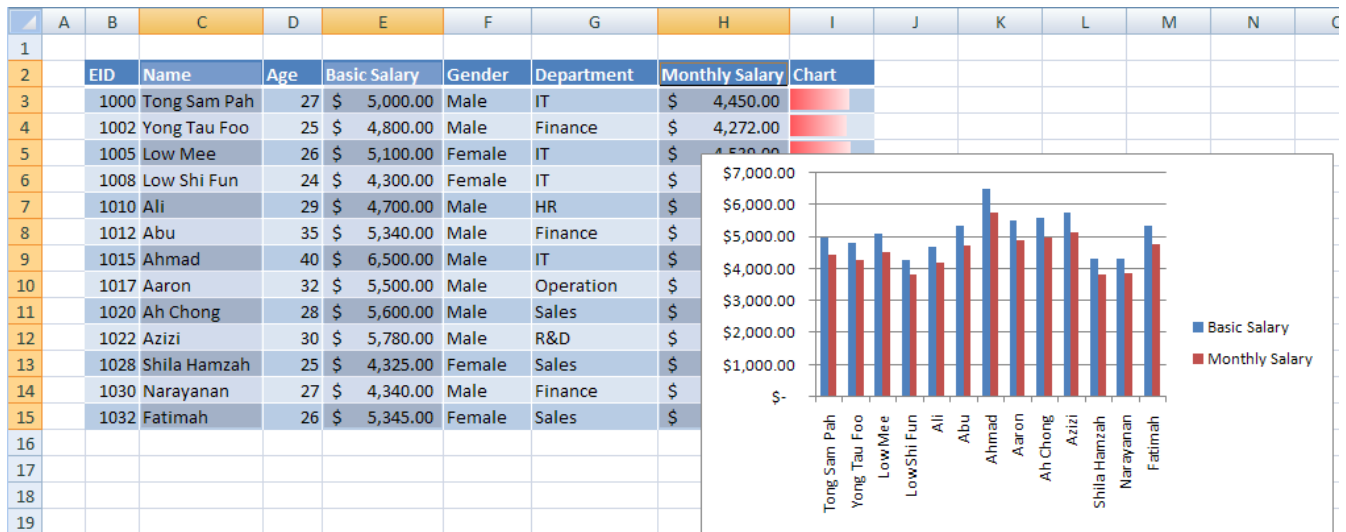 A B C D E F G H I J K L M N
1
2 EID Name Age Basic Salary Gender Department Monthly Salary Chart
3 1000 Tong Sam Pah 27 $ 5,000.00 Male IT $ 4,450.00
4 1002 Yong Tau Foo 25 $ 4,800.00 Male Finance $ 4,272.00
5 1005 Low Mee 26 $ 5,100.00 Female IT $ 4,539.00
6 1008 Low Shi Fun 24 $ 4,300.00 Female IT $
7 1010 Ali 29 $ 4,700.00 Male HR $
8 1012 Abu 35 $ 5,340.00 Male Finance $
9 1015 Ahmad 40 $ 6,500.00 Male IT $
10 1017 Aaron 32 $ 5,500.00 Male Operation $
11 1020 Ah Chong 28 $ 5,600.00 Male Sales $
12 1022 Azizi 30 $ 5,780.00 Male R&D $
13 1028 Shila Hamzah 25 $ 4,325.00 Female Sales $
14 1030 Narayanan 27 $ 4,340.00 Male Finance $
15 1032 Fatimah 26 $ 5,345.00 Female Sales $
16
17
18
19
$7,000.00
$6,000.00
$5,000.00
$4,000.00
$3,000.00
$2,000.00
$1,000.00
$-
Tong Sam Pah
Yong Tau Foo
Low Mee
Low Shi Fun
Ali
Abu
Ahmad
Aaron
Ah Chong
Azizi
Shila Hamzah
Narayanan
Fatimah
Basic Salary
Monthly Salary